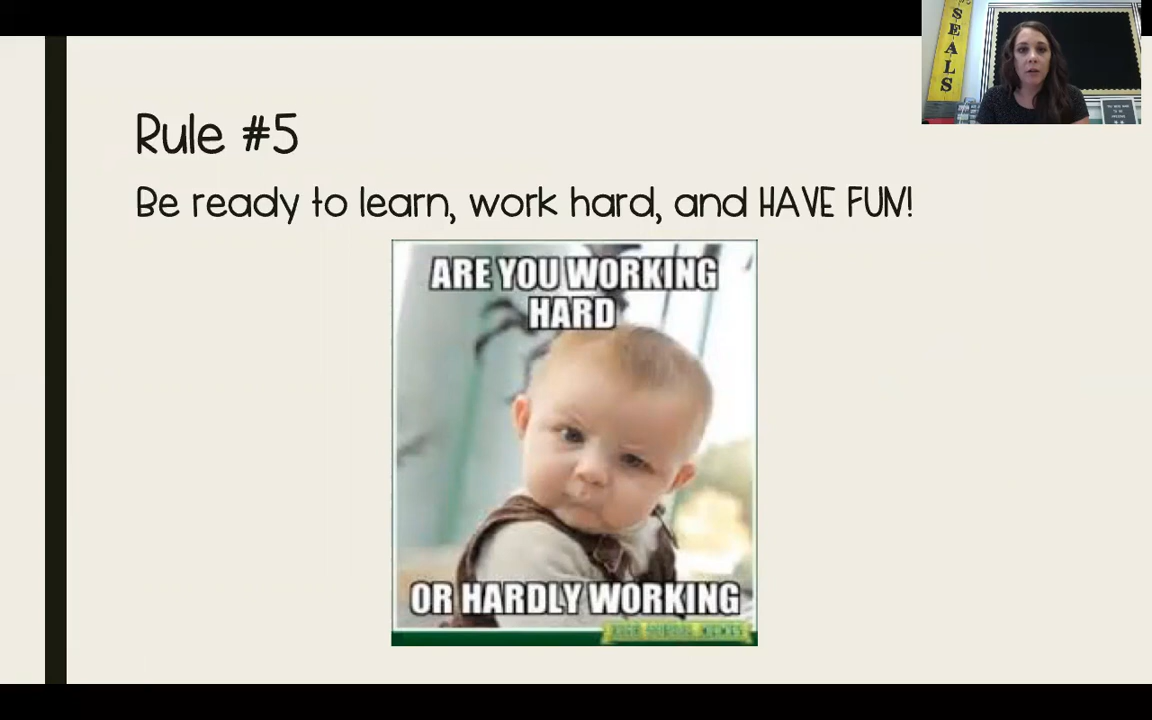 SEALS
Rule #5
Be ready to learn, work hard, and HAVE FUN!
ARE YOU WORKING
HARD
OR HARDLY WORKING